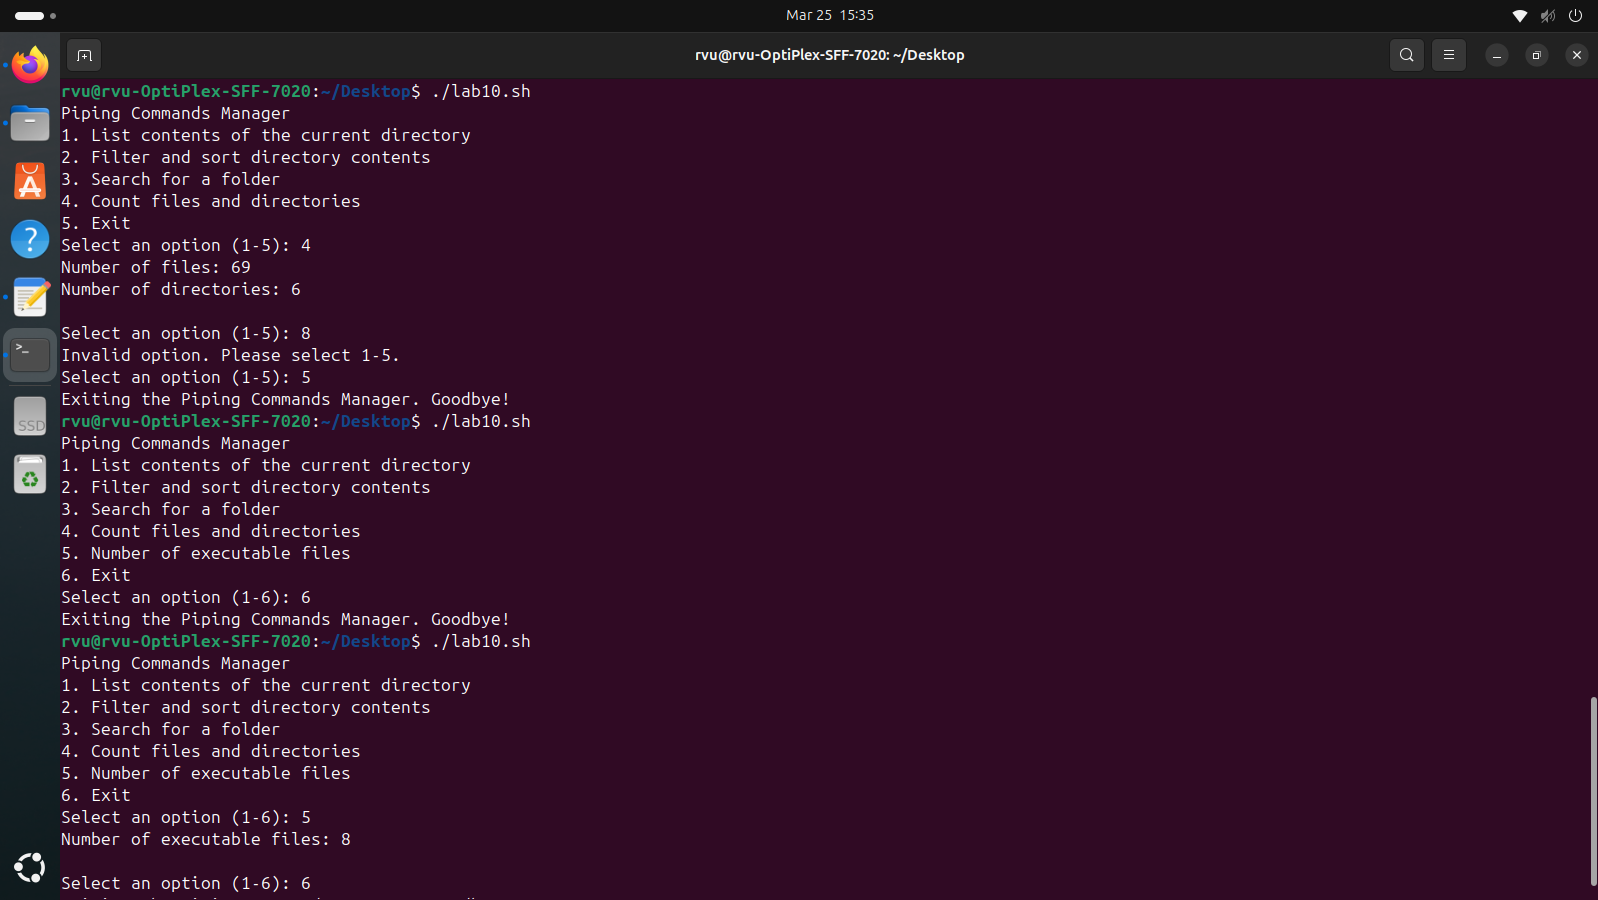 Mar 25 15:35
rvu@rvu-OptiPlex-SFF-7020: ~/Desktop
rvu@rvu-OptiPlex-SFF-7020:~/Desktop$ ./lab10.sh
Piping Commands Manager
1. List contents of the current directory
2. Filter and sort directory contents
3. Search for a folder
4. Count files and directories
5. Exit
Select an option (1-5): 4
Number of files: 69
Number of directories: 6
Select an option (1-5): 8
Invalid option. Please select 1-5.
Select an option (1-5): 5
Exiting the Piping Commands Manager. Goodbye!
rvu@rvu-OptiPlex-SFF-7020:~/Desktop$ ./lab10.sh
Piping Commands Manager
1. List contents of the current directory
2. Filter and sort directory contents
3. Search for a folder
4. Count files and directories
5. Number of executable files
6. Exit
Select an option (1-6): 6
Exiting the Piping Commands Manager. Goodbye!
rvu@rvu-OptiPlex-SFF-7020:~/Desktop$ ./lab10.sh
Piping Commands Manager
1. List contents of the current directory
2. Filter and sort directory contents
3. Search for a folder
4. Count files and directories
5. Number of executable files
6. Exit
Select an option (1-6): 5
Number of executable files: 8
Select an option (1-6): 6
SSD